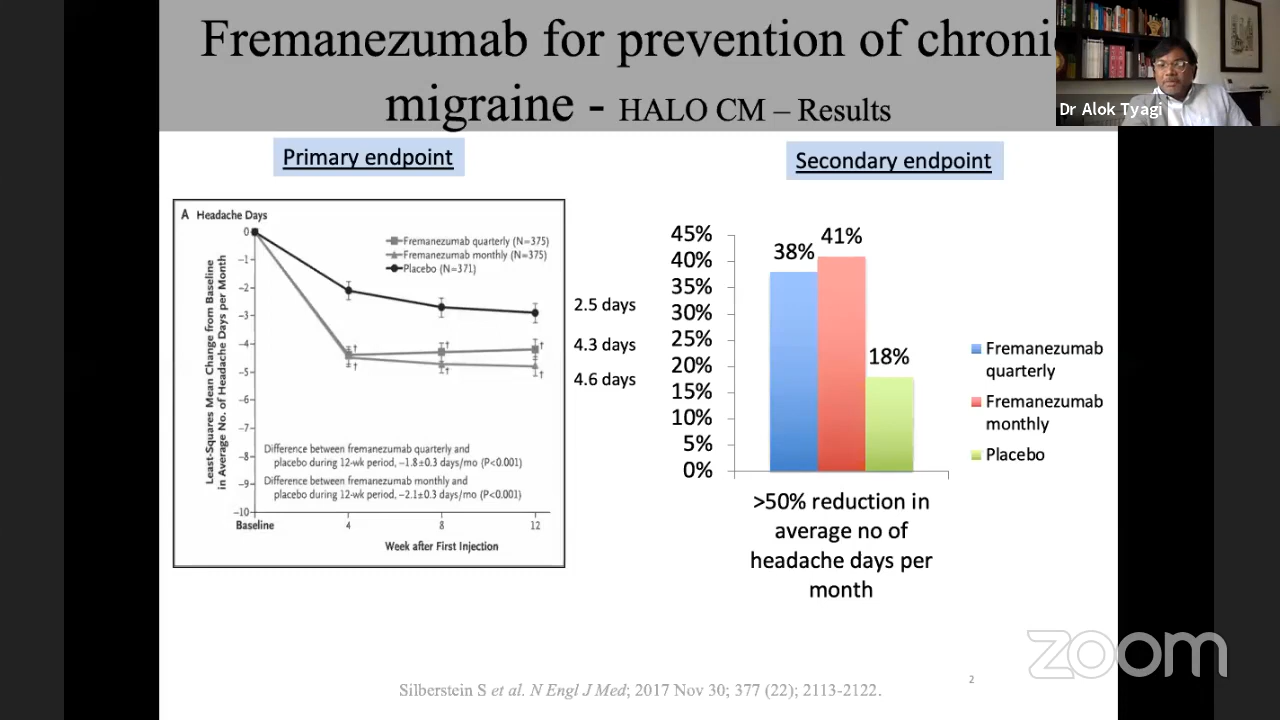 Fremanezumab for prevention of chroni
migraine - HALO CM – Results
Dr Alok Tyagi
Primary endpoint
A Headache Days
Least-Squares Mean Change from Baseline
in Average No. of Headache Days per Month
0
−1
−2
−3
−4
−5
−6
−7
−8
−9
−10
Fremanezumab quarterly (N=375)
Fremanezumab monthly (N=375)
Placebo (N=371)
†
†
†
†
†
†
Difference between fremanezumab quarterly and
placebo during 12-wk period, −1.8±0.3 days/mo (P<0.001)
Difference between fremanezumab monthly and
placebo during 12-wk period, −2.1±0.3 days/mo (P<0.001)
Baseline 4 8 12
Week after First Injection
2.5 days
4.3 days
4.6 days
Secondary endpoint
45%
40%
35%
30%
25%
20%
15%
10%
5%
0%
38%
41%
18%
>50% reduction in
average no of
headache days per
month
Fremanezumab
quarterly
Fremanezumab
monthly
Placebo
zoom
2
Silberstein S et al. N Engl J Med; 2017 Nov 30; 377 (22); 2113-2122.